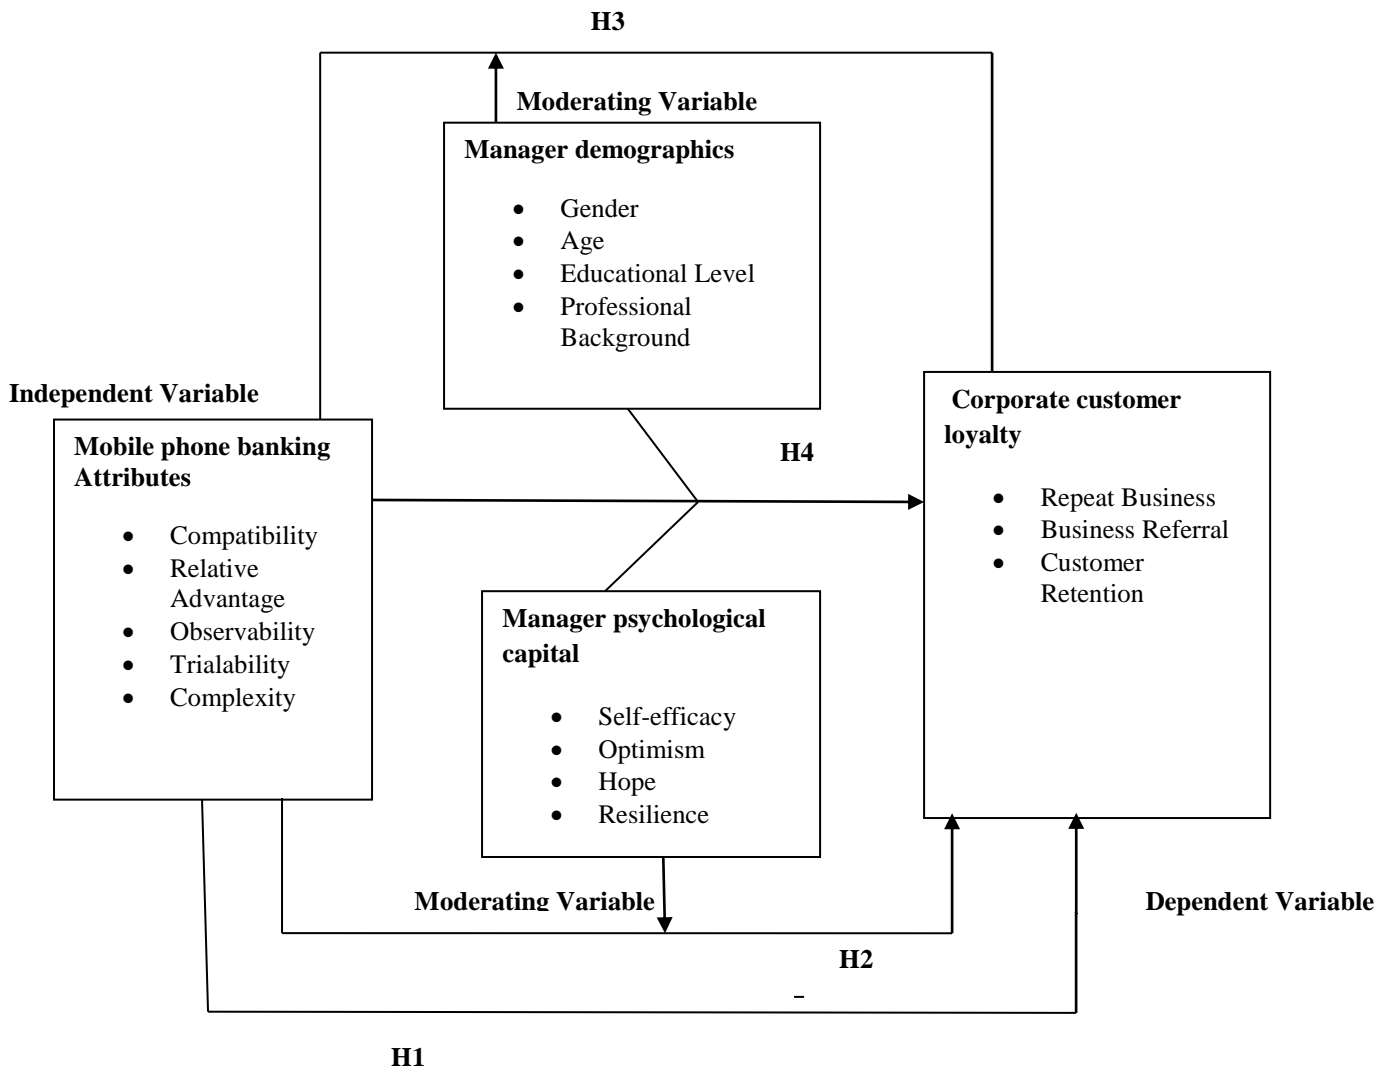 H3
Moderating Variable
Manager demographics
• Gender
• Age
• Educational Level
• Professional
Background
Independent Variable
Mobile phone banking
Attributes
• Compatibility
• Relative
Advantage
• Observability
• Trialability
• Complexity
H4
Corporate customer
loyalty
• Repeat Business
• Business Referral
• Customer
Retention
Manager psychological
capital
• Self-efficacy
• Optimism
• Hope
• Resilience
Moderating Variable
Dependent Variable
H2
H1